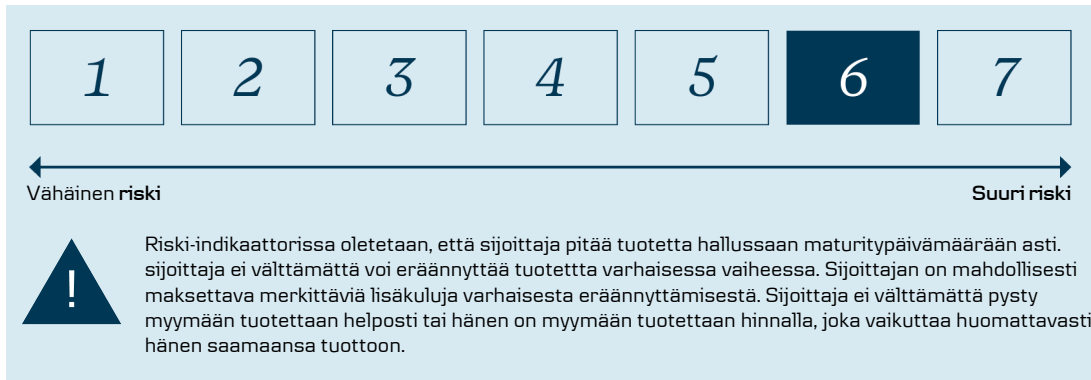 1 2 3 4 5 6 7
Vähäinen riski Suuri riski
Riski-indikaattorissa oletetaan, että sijoittaja pitää tuotetta hallussaan maturitypäivämäärään asti.
sijoittaja ei välttämättä voi eräännyttää tuotettta varhaisessa vaiheessa. Sijoittajan on mahdollisesti
maksettava merkittäviä lisäkuluja varhaisesta eräännyttämisestä. Sijoittaja ei välttämättä pysty
myymään tuotettaan helposti tai hänen on myymään tuotettaan hinnalla, joka vaikuttaa huomattavasti
hänen saamaansa tuottoon.